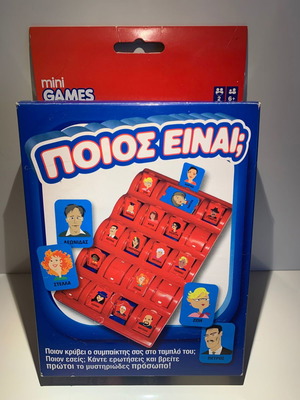 mini
GAMES
2
6+
ΠΟΙΟΣ ΕΙΝΑΙ;
ΛΕΩΝΙΔΑΣ
ΣΤΕΛΛΑ
ΖΩΗ
Ποιον κρύβει ο συμπαίκτης σας στο ταμπλό του;
Ποιον εσείς; Κάντε ερωτήσεις και βρείτε
πρώτοι το μυστηριώδες πρόσωπο!